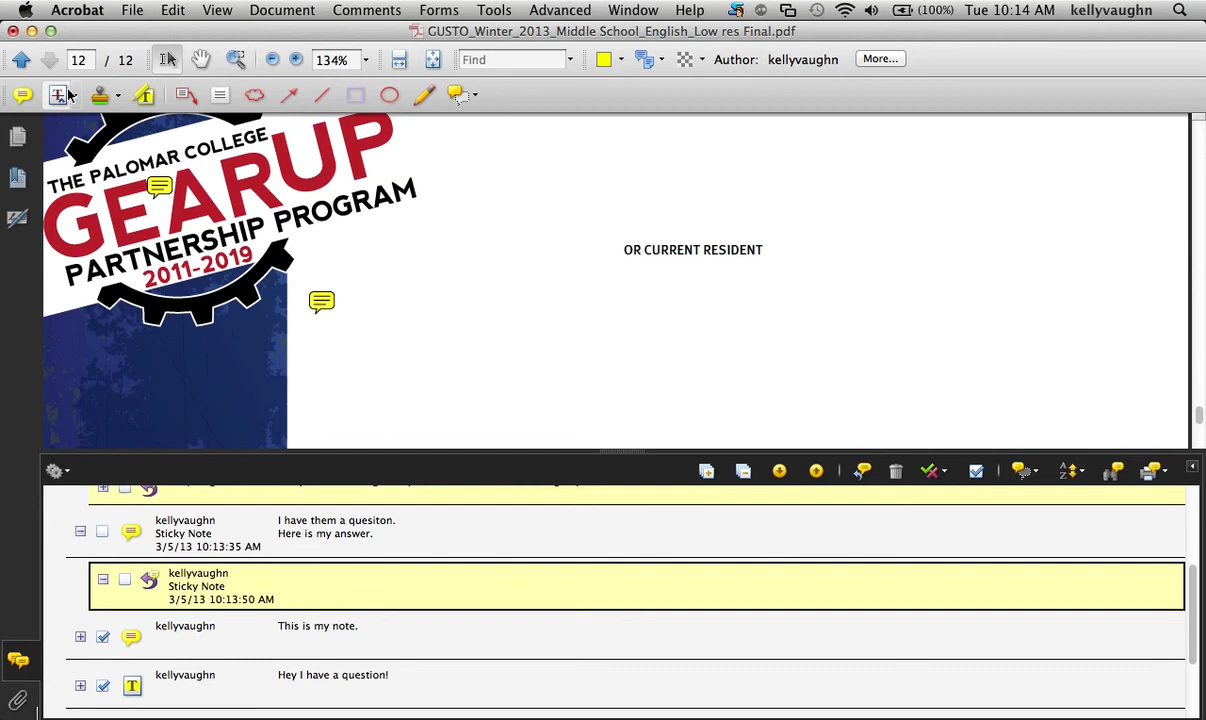 Acrobat File Edit View Document Comments Forms Tools Advanced Window Help (100%) Tue 10:14 AM kellyvaughn
GUSTO_Winter_2013_Middle School_English_Low res Final.pdf
12 / 12 134% Find Author: kellyvaughn More...
THE PALOMAR COLLEGE
GEARUP
PARTNERSHIP PROGRAM
2011-2019
OR CURRENT RESIDENT
kellyvaughn I have them a quesiton.
Sticky Note Here is my answer.
3/5/13 10:13:35 AM
kellyvaughn
Sticky Note
3/5/13 10:13:50 AM
kellyvaughn This is my note.
kellyvaughn Hey I have a question!